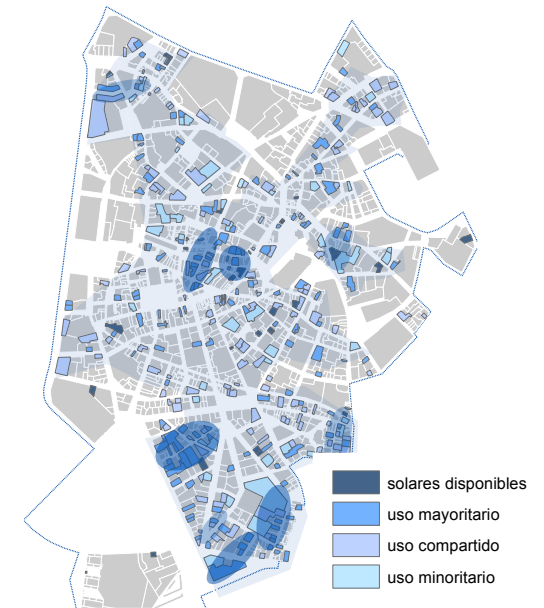 solares disponibles
uso mayoritario
uso compartido
uso minoritario